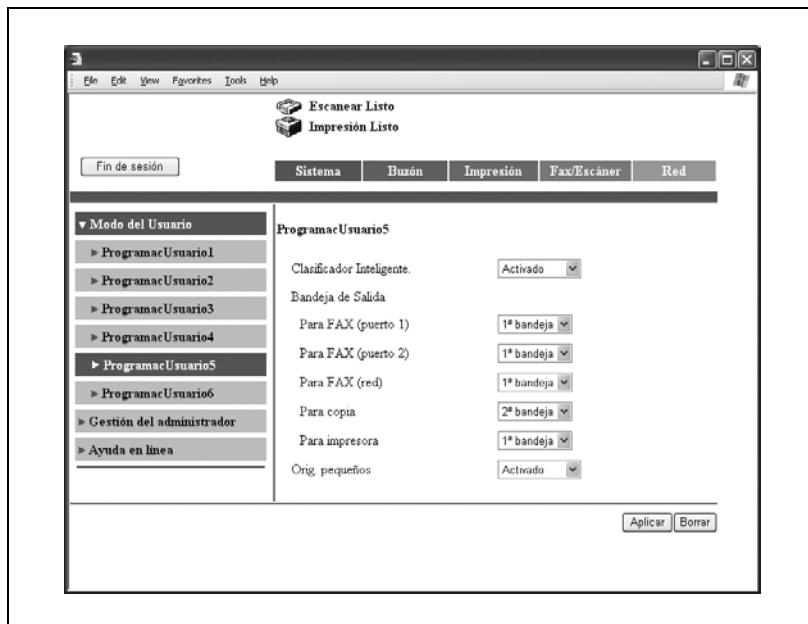 File Edit View Favorites Tools Help
Escanear Listo
Impresión Listo
Fin de sesión
Sistema Buzón Impresión Fax/Escáner Red
Modo del Usuario
ProgramacUsuario1
ProgramacUsuario2
ProgramacUsuario3
ProgramacUsuario4
ProgramacUsuario5
ProgramacUsuario6
Gestión del administrador
Ayuda en línea
ProgramacUsuario5
Clasificador Inteligente. Activado
Bandeja de Salida
Para FAX (puerto 1) 1ª bandeja
Para FAX (puerto 2) 1ª bandeja
Para FAX (red) 1ª bandeja
Para copia 2ª bandeja
Para impresora 1ª bandeja
Orig. pequeños Activado
Aplicar Borrar